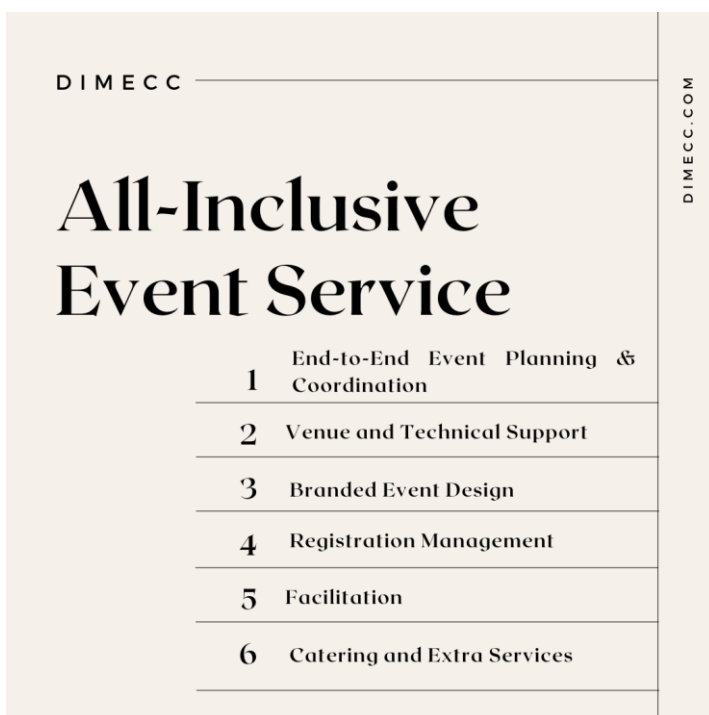 DIMECC
DIMECC.COM
All-Inclusive
Event Service
1 End-to-End Event Planning &
Coordination
2 Venue and Technical Support
3 Branded Event Design
4 Registration Management
5 Facilitation
6 Catering and Extra Services